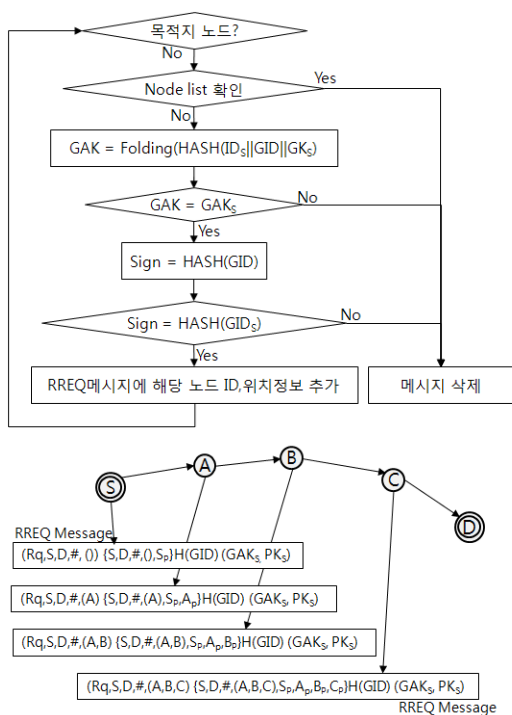 목적지 노드?
No
Node list 확인
Yes
No
GAK = Folding(HASH(IDS||GID||GKS)
GAK = GAKS
No
Yes
Sign = HASH(GID)
Sign = HASH(GIDS)
No
Yes
RREQ메시지에 해당 노드 ID,위치정보 추가
메시지 삭제
S
A
B
C
D
RREQ Message
(Rq,S,D,#, ()) {S,D,#,(),SP}H(GID) (GAKS, PKS)
(Rq,S,D,#,(A) {S,D,#,(A),SP,AP}H(GID) (GAKS, PKS)
(Rq,S,D,#,(A,B) {S,D,#,(A,B),SP,AP,BP}H(GID) (GAKS, PKS)
(Rq,S,D,#,(A,B,C) {S,D,#,(A,B,C),SP,AP,BP,CP}H(GID) (GAKS, PKS)
RREQ Message